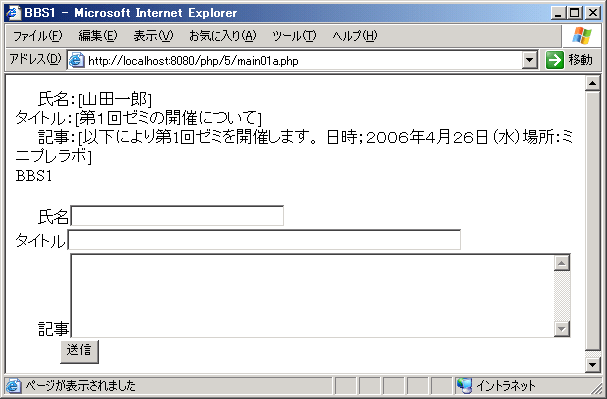 BBS1 - Microsoft Internet Explorer
ファイル(F) 編集(E) 表示(V) お気に入り(A) ツール(T) ヘルプ(H)
アドレス(D) http://localhost:8080/php/5/main01a.php 移動
氏名:[山田一郎]
タイトル:[第1回ゼミの開催について]
記事:[以下により第1回ゼミを開催します。 日時;2006年4月26日(水)場所:ミ
ニプレラボ]
BBS1
氏名
タイトル
記事
送信
ページが表示されました イントラネット